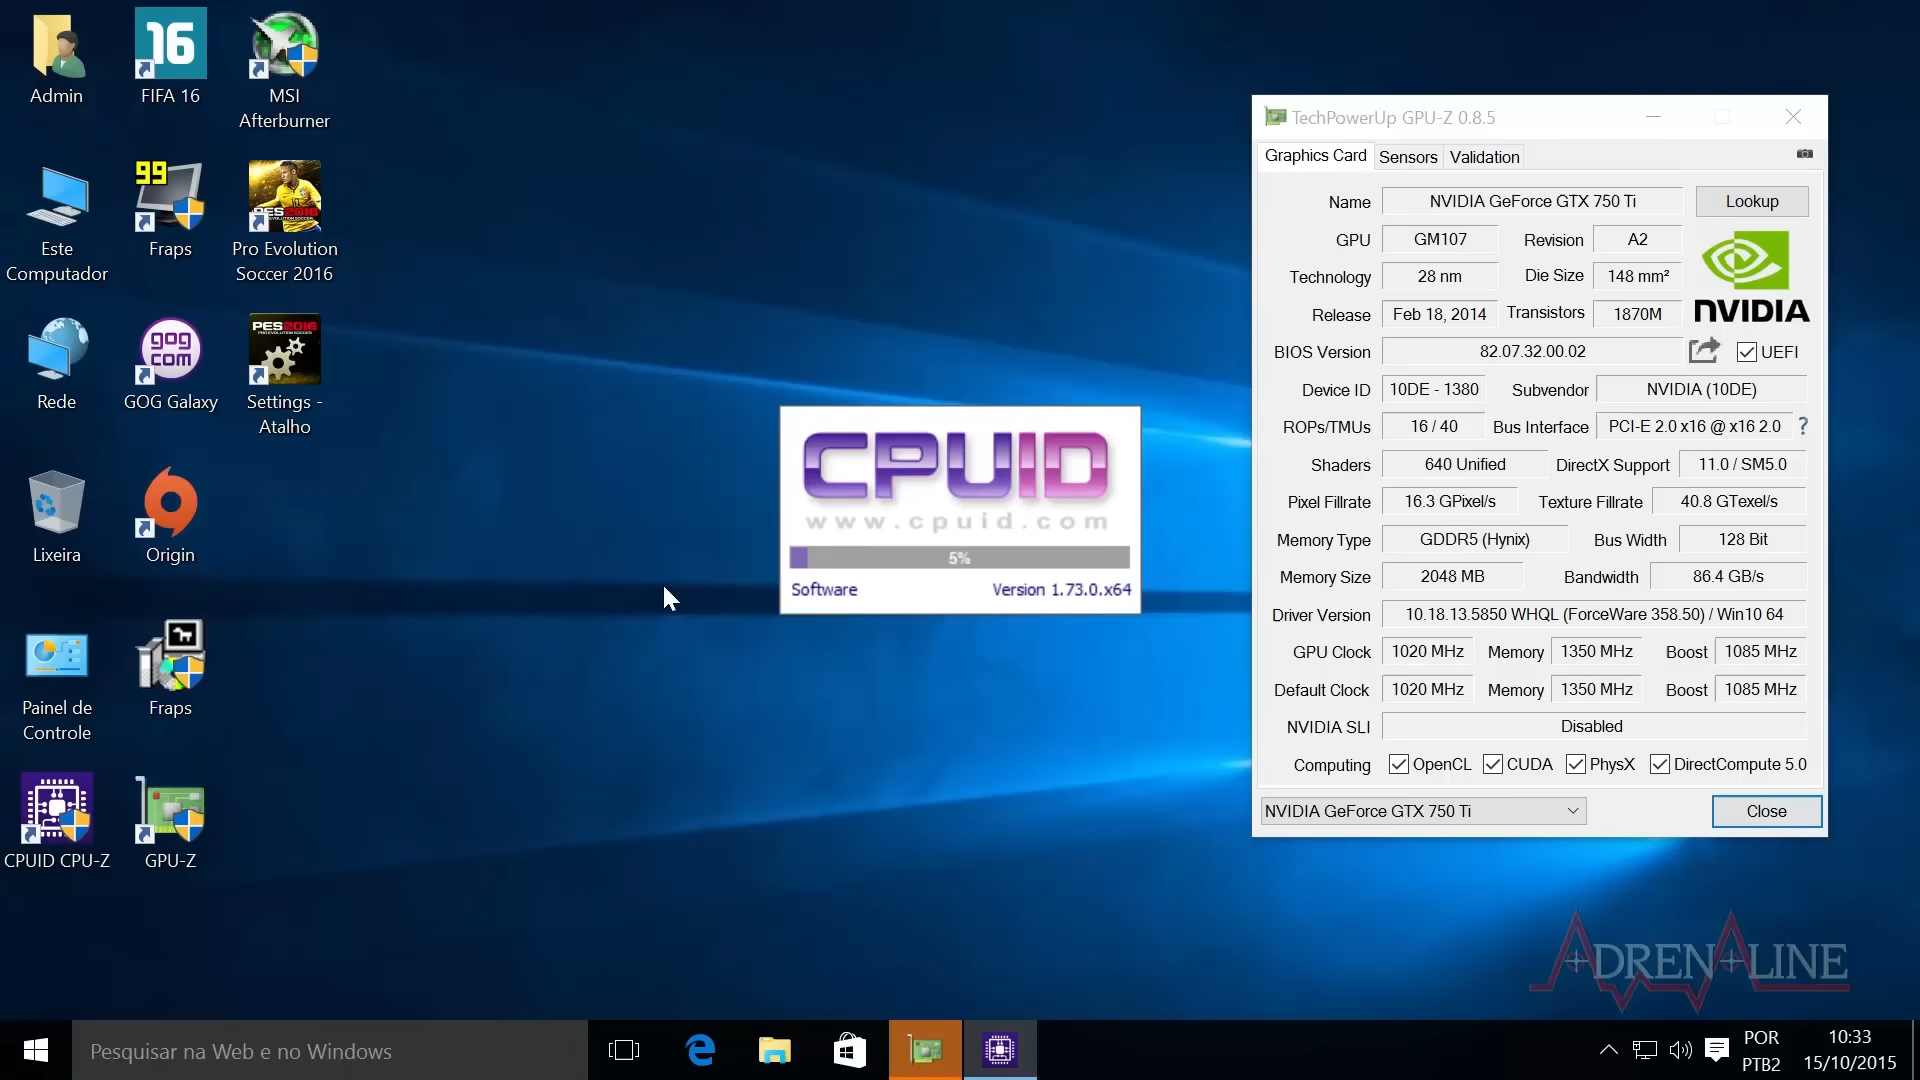 Admin
16
FIFA 16
MSI
Afterburner
Este
Computador
99
Fraps
PES2016
Pro Evolution
Soccer 2016
Rede
gog
com
GOG Galaxy
PES2016
PRO EVOLUTION SOCCER
Settings -
Atalho
Lixeira
Origin
Painel de
Controle
Fraps
CPUID CPU-Z
GPU-Z
CPUID
www.cpuid.com
5%
Software Version 1.73.0.x64
TechPowerUp GPU-Z 0.8.5
Graphics Card Sensors Validation
Name NVIDIA GeForce GTX 750 Ti Lookup
GPU GM107 Revision A2
Technology 28 nm Die Size 148 mm²
Release Feb 18, 2014 Transistors 1870M
NVIDIA
BIOS Version 82.07.32.00.02 UEFI
Device ID 10DE - 1380 Subvendor NVIDIA (10DE)
ROPs/TMUs 16 / 40 Bus Interface PCI-E 2.0 x16 @ x16 2.0 ?
Shaders 640 Unified DirectX Support 11.0 / SM5.0
Pixel Fillrate 16.3 GPixel/s Texture Fillrate 40.8 GTexel/s
Memory Type GDDR5 (Hynix) Bus Width 128 Bit
Memory Size 2048 MB Bandwidth 86.4 GB/s
Driver Version 10.18.13.5850 WHQL (ForceWare 358.50) / Win10 64
GPU Clock 1020 MHz Memory 1350 MHz Boost 1085 MHz
Default Clock 1020 MHz Memory 1350 MHz Boost 1085 MHz
NVIDIA SLI Disabled
Computing OpenCL CUDA PhysX DirectCompute 5.0
NVIDIA GeForce GTX 750 Ti Close
ADRENALINE
Pesquisar na Web e no Windows
POR
PTB2
10:33
15/10/2015